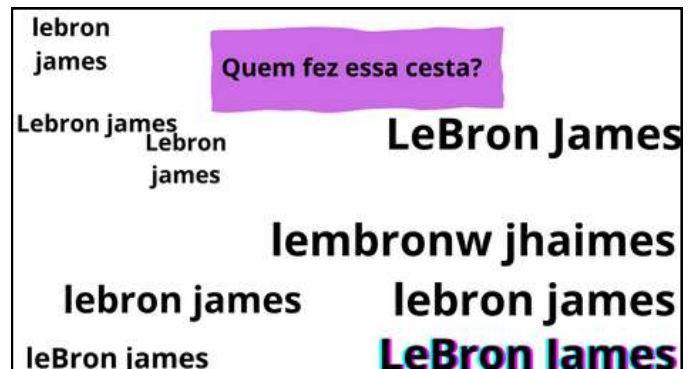 lebron
james
Quem fez essa cesta?
Lebron james
Lebron
james
LeBron James
lembronw jhaimes
lebron james
lebron james
leBron james
LeBron James